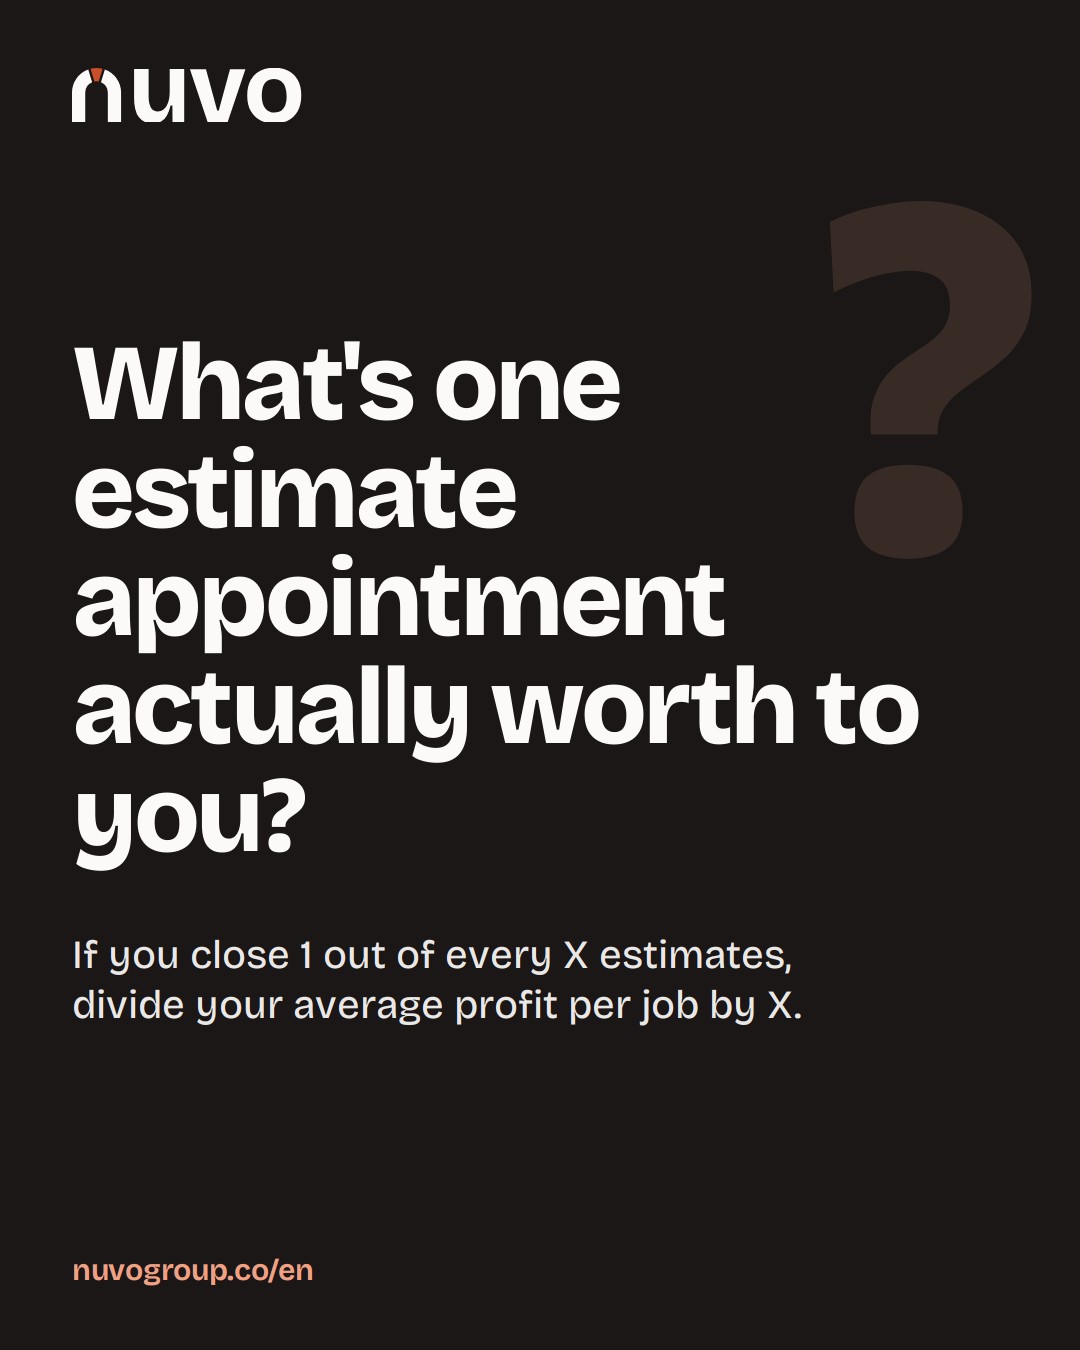 nuvo
?
What's one
estimate
appointment
actually worth to
you?
If you close 1 out of every X estimates,
divide your average profit per job by X.
nuvogroup.co/en